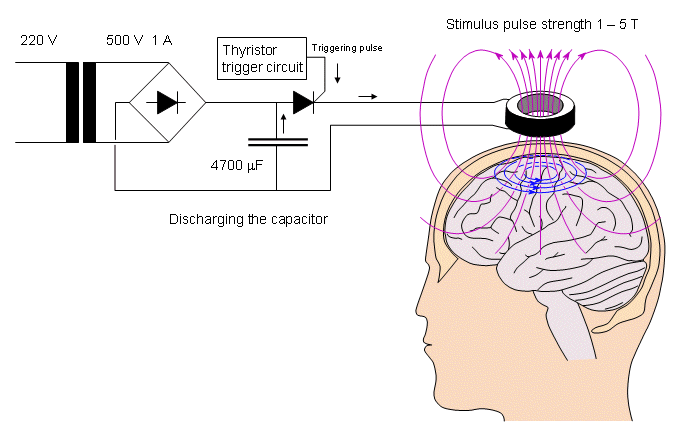 Stimulus pulse strength 1 – 5 T
220 V
500 V 1 A
Thyristor
trigger circuit
Triggering pulse
4700 µF
Discharging the capacitor